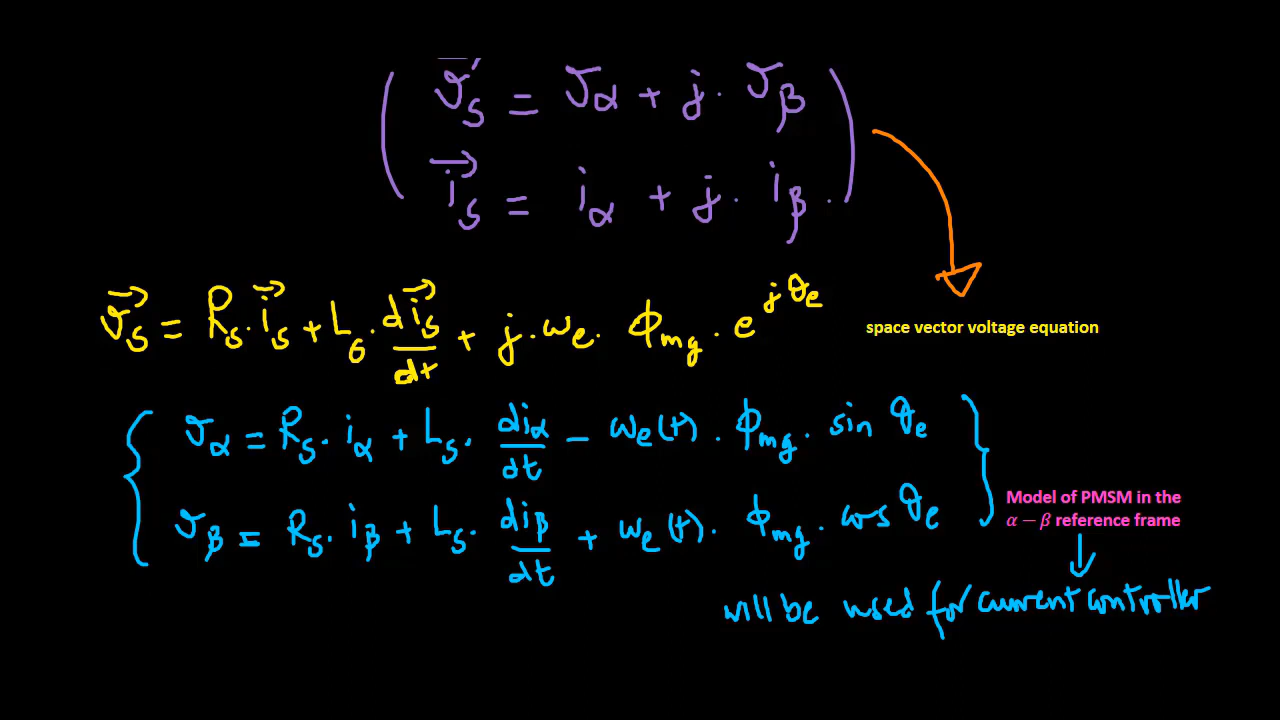 v⃗s = vα + j · vβ
i⃗s = iα + j · iβ
v⃗s = Rs · i⃗s + Ls · di⃗s/dt + j · ωe · ϕmg · e^jθe
space vector voltage equation
vα = Rs · iα + Ls · diα/dt − ωe(t) · ϕmg · sin θe
vβ = Rs · iβ + Ls · diβ/dt + ωe(t) · ϕmg · cos θe
Model of PMSM in the
α − β reference frame
will be used for current controller